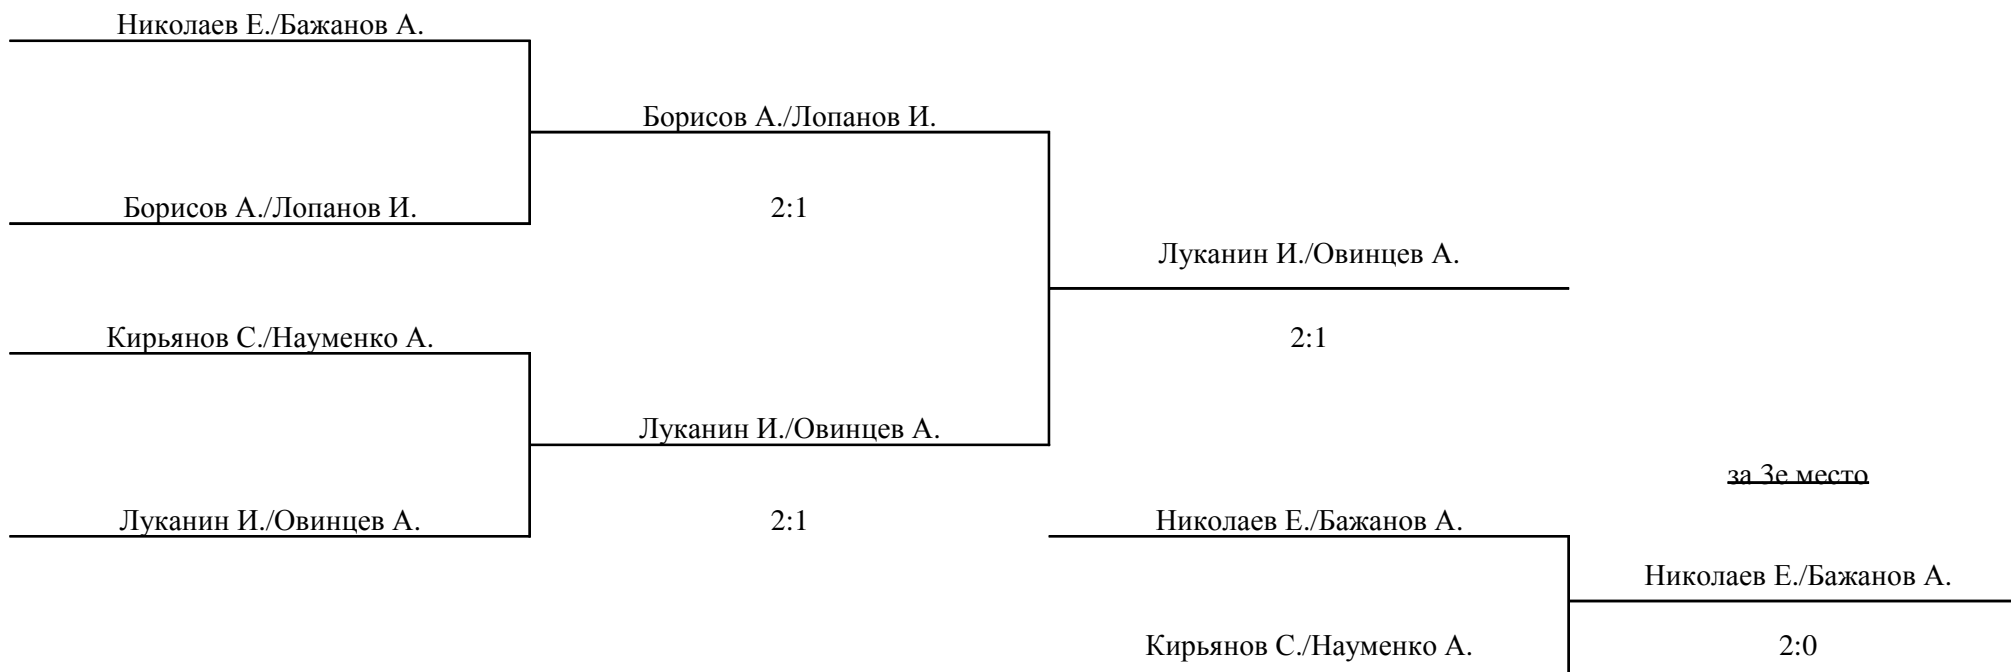 Николаев Е./Бажанов А.
Борисов А./Лопанов И.
Борисов А./Лопанов И.
2:1
Луканин И./Овинцев А.
Кирьянов С./Науменко А.
2:1
Луканин И./Овинцев А.
за 3е место
Луканин И./Овинцев А.
2:1
Николаев Е./Бажанов А.
Николаев Е./Бажанов А.
Кирьянов С./Науменко А.
2:0